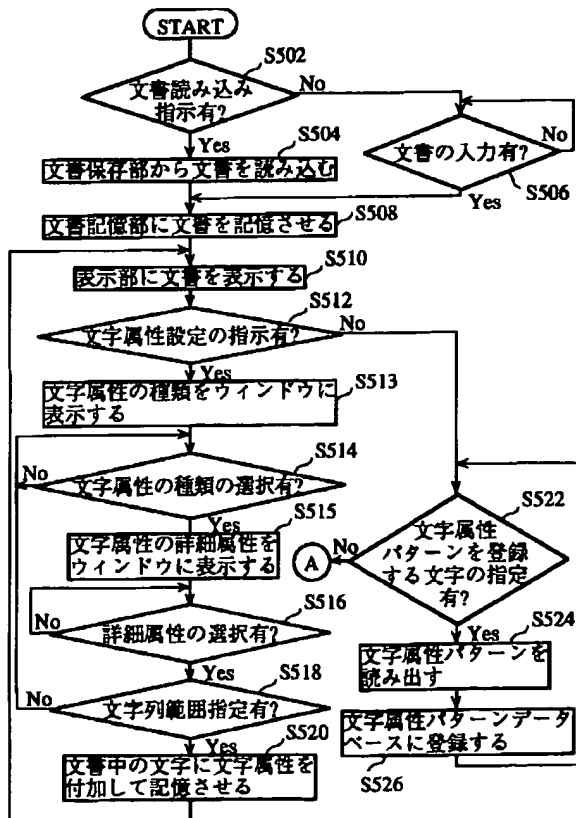 START
S502
文書読み込み
指示有?
No
Yes
S504
文書保存部から文書を読み込む
文書の入力有?
No
S506
Yes
S508
文書記憶部に文書を記憶させる
S510
表示部に文書を表示する
S512
文字属性設定の指示有?
No
Yes
S513
文字属性の種類をウィンドウに
表示する
S514
No
文字属性の種類の選択有?
Yes
S515
文字属性の詳細属性を
ウィンドウに表示する
S516
No
詳細属性の選択有?
Yes
S518
No
文字列範囲指定有?
Yes
S520
文書中の文字に文字属性を
付加して記憶させる
S522
文字属性
パターンを登録
する文字の指定
有?
No
A
Yes
S524
文字属性パターンを
読み出す
文字属性パターンデータ
ベースに登録する
S526